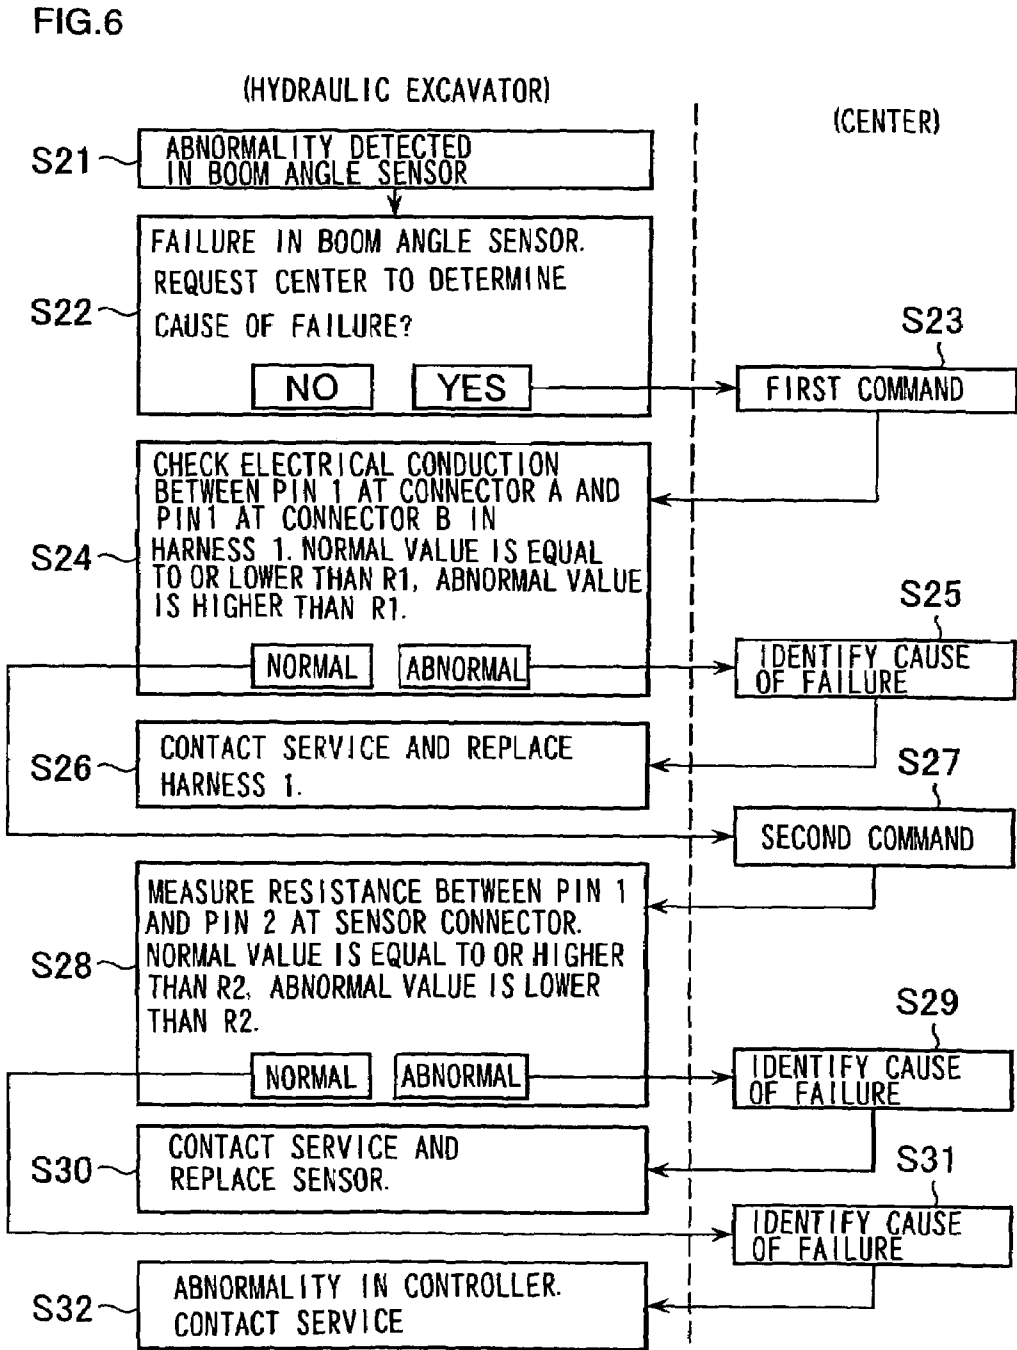 FIG.6
(HYDRAULIC EXCAVATOR)
(CENTER)
S21
ABNORMALITY DETECTED
IN BOOM ANGLE SENSOR
S22
FAILURE IN BOOM ANGLE SENSOR.
REQUEST CENTER TO DETERMINE
CAUSE OF FAILURE?
NO
YES
S23
FIRST COMMAND
S24
CHECK ELECTRICAL CONDUCTION
BETWEEN PIN 1 AT CONNECTOR A AND
PIN1 AT CONNECTOR B IN
HARNESS 1. NORMAL VALUE IS EQUAL
TO OR LOWER THAN R1, ABNORMAL VALUE
IS HIGHER THAN R1.
NORMAL
ABNORMAL
S25
IDENTIFY CAUSE
OF FAILURE
S26
CONTACT SERVICE AND REPLACE
HARNESS 1.
S27
SECOND COMMAND
S28
MEASURE RESISTANCE BETWEEN PIN 1
AND PIN 2 AT SENSOR CONNECTOR.
NORMAL VALUE IS EQUAL TO OR HIGHER
THAN R2, ABNORMAL VALUE IS LOWER
THAN R2.
NORMAL
ABNORMAL
S29
IDENTIFY CAUSE
OF FAILURE
S30
CONTACT SERVICE AND
REPLACE SENSOR.
S31
IDENTIFY CAUSE
OF FAILURE
S32
ABNORMALITY IN CONTROLLER.
CONTACT SERVICE